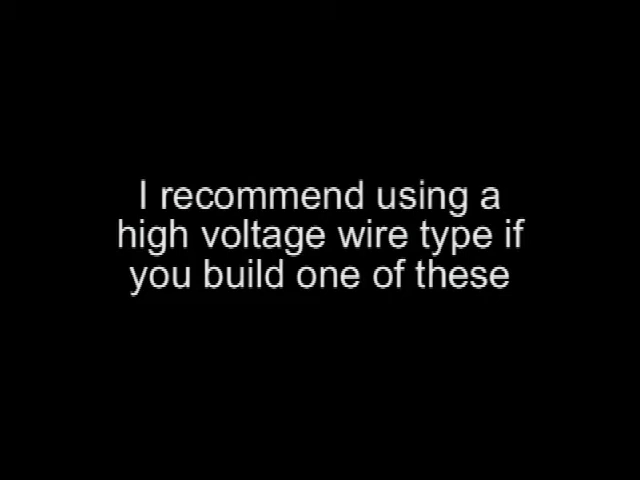 I recommend using a
high voltage wire type if
you build one of these